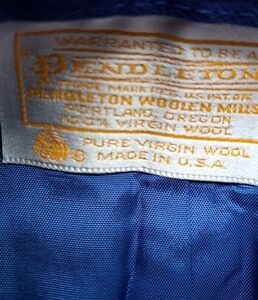 WARRANTED TO BE A
"PENDLETON
TRADE MARK REG. U.S. PAT. OFF.
PENDLETON WOOLEN MILLS
PORTLAND, OREGON
100% VIRGIN WOOL
PURE VIRGIN WOOL
MADE IN U.S.A.